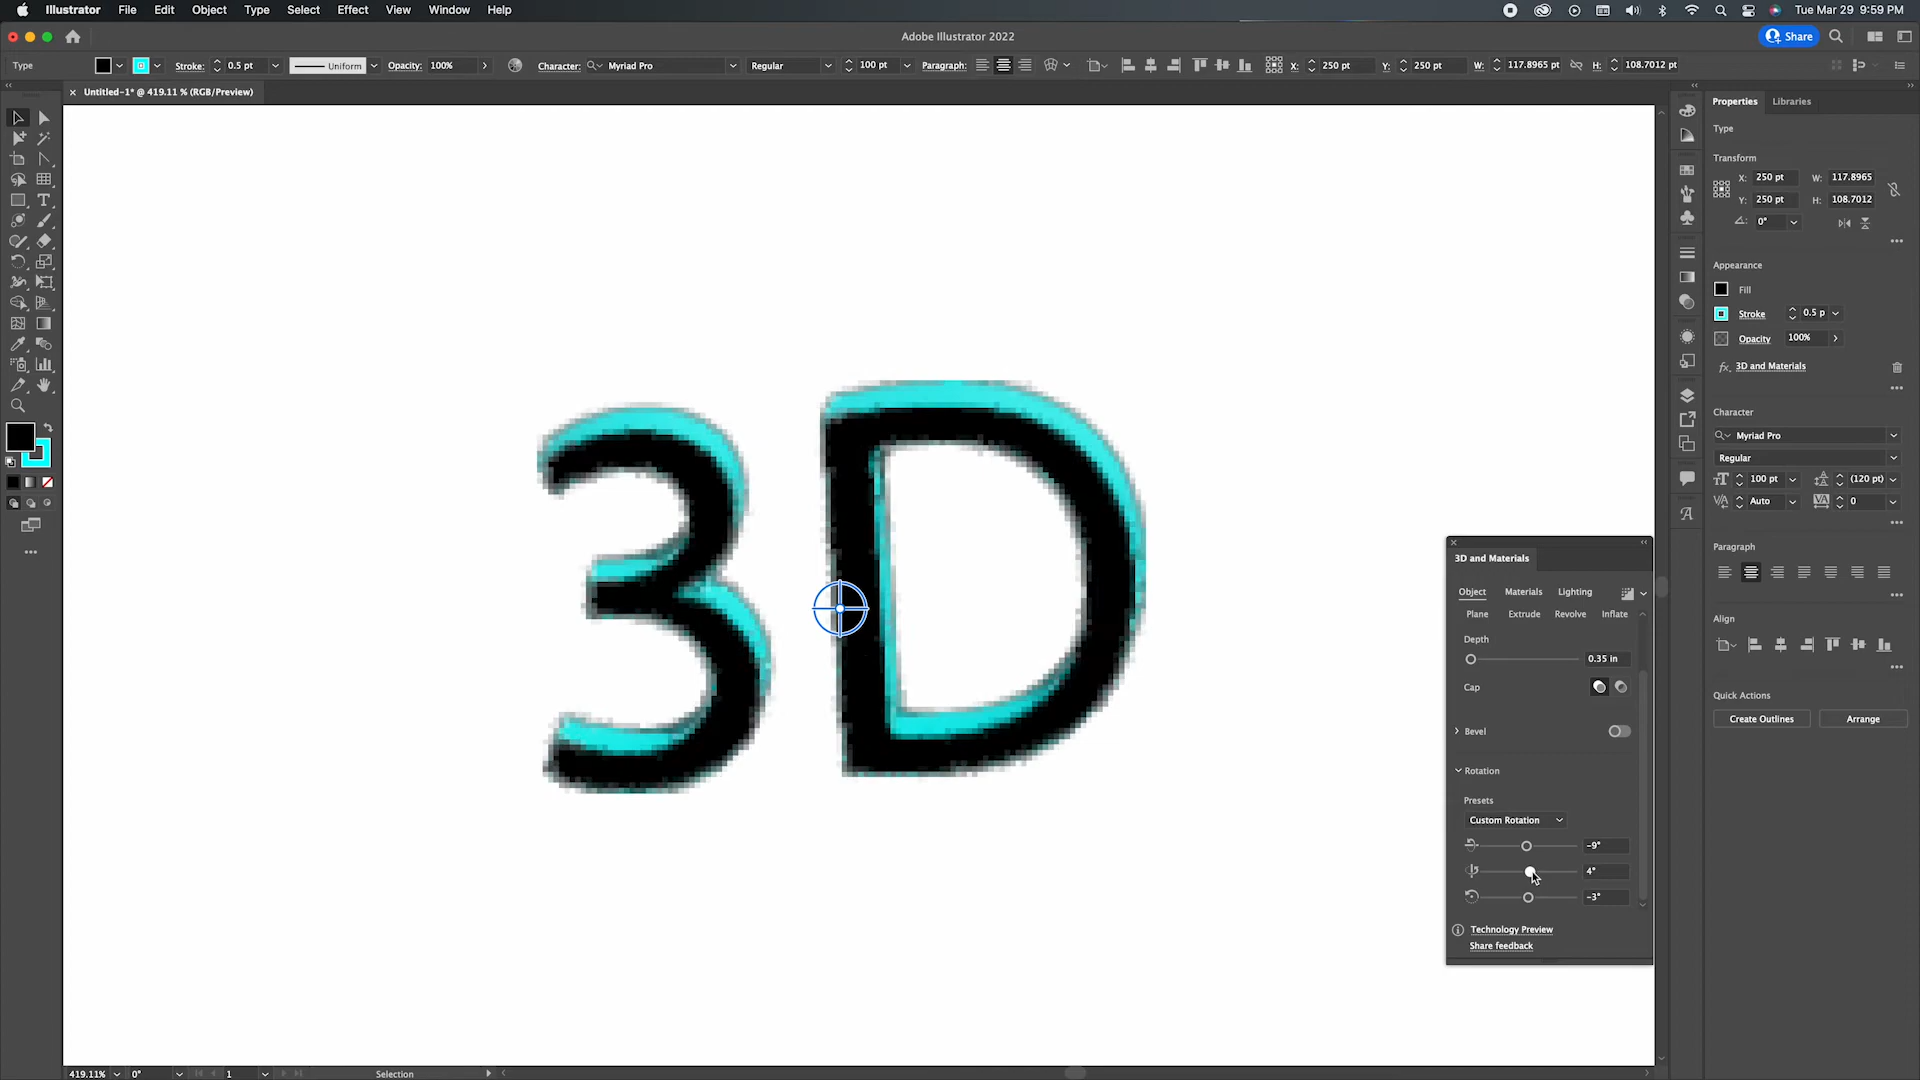 Illustrator File Edit Object Type Select Effect View Window Help Tue Mar 29 9:59 PM
Adobe Illustrator 2022 Share
Type Stroke: 0.5 pt Uniform Opacity: 100% Character: Myriad Pro Regular 100 pt Paragraph: X: 250 pt Y: 250 pt W: 117.8965 pt H: 108.7012 pt
× Untitled-1* @ 419.11 % (RGB/Preview)
3D
3D and Materials
Object Materials Lighting
Plane Extrude Revolve Inflate
Depth
0.35 in
Cap
Bevel
Rotation
Presets
Custom Rotation
-9°
4°
-3°
Technology Preview
Share feedback
Properties Libraries
Type
Transform
X: 250 pt W: 117.8965
Y: 250 pt H: 108.7012
0°
Appearance
Fill
Stroke 0.5 p
Opacity 100%
fx. 3D and Materials
Character
Myriad Pro
Regular
100 pt (120 pt)
Auto 0
Paragraph
Align
Quick Actions
Create Outlines Arrange
419.11% 0° 1 Selection